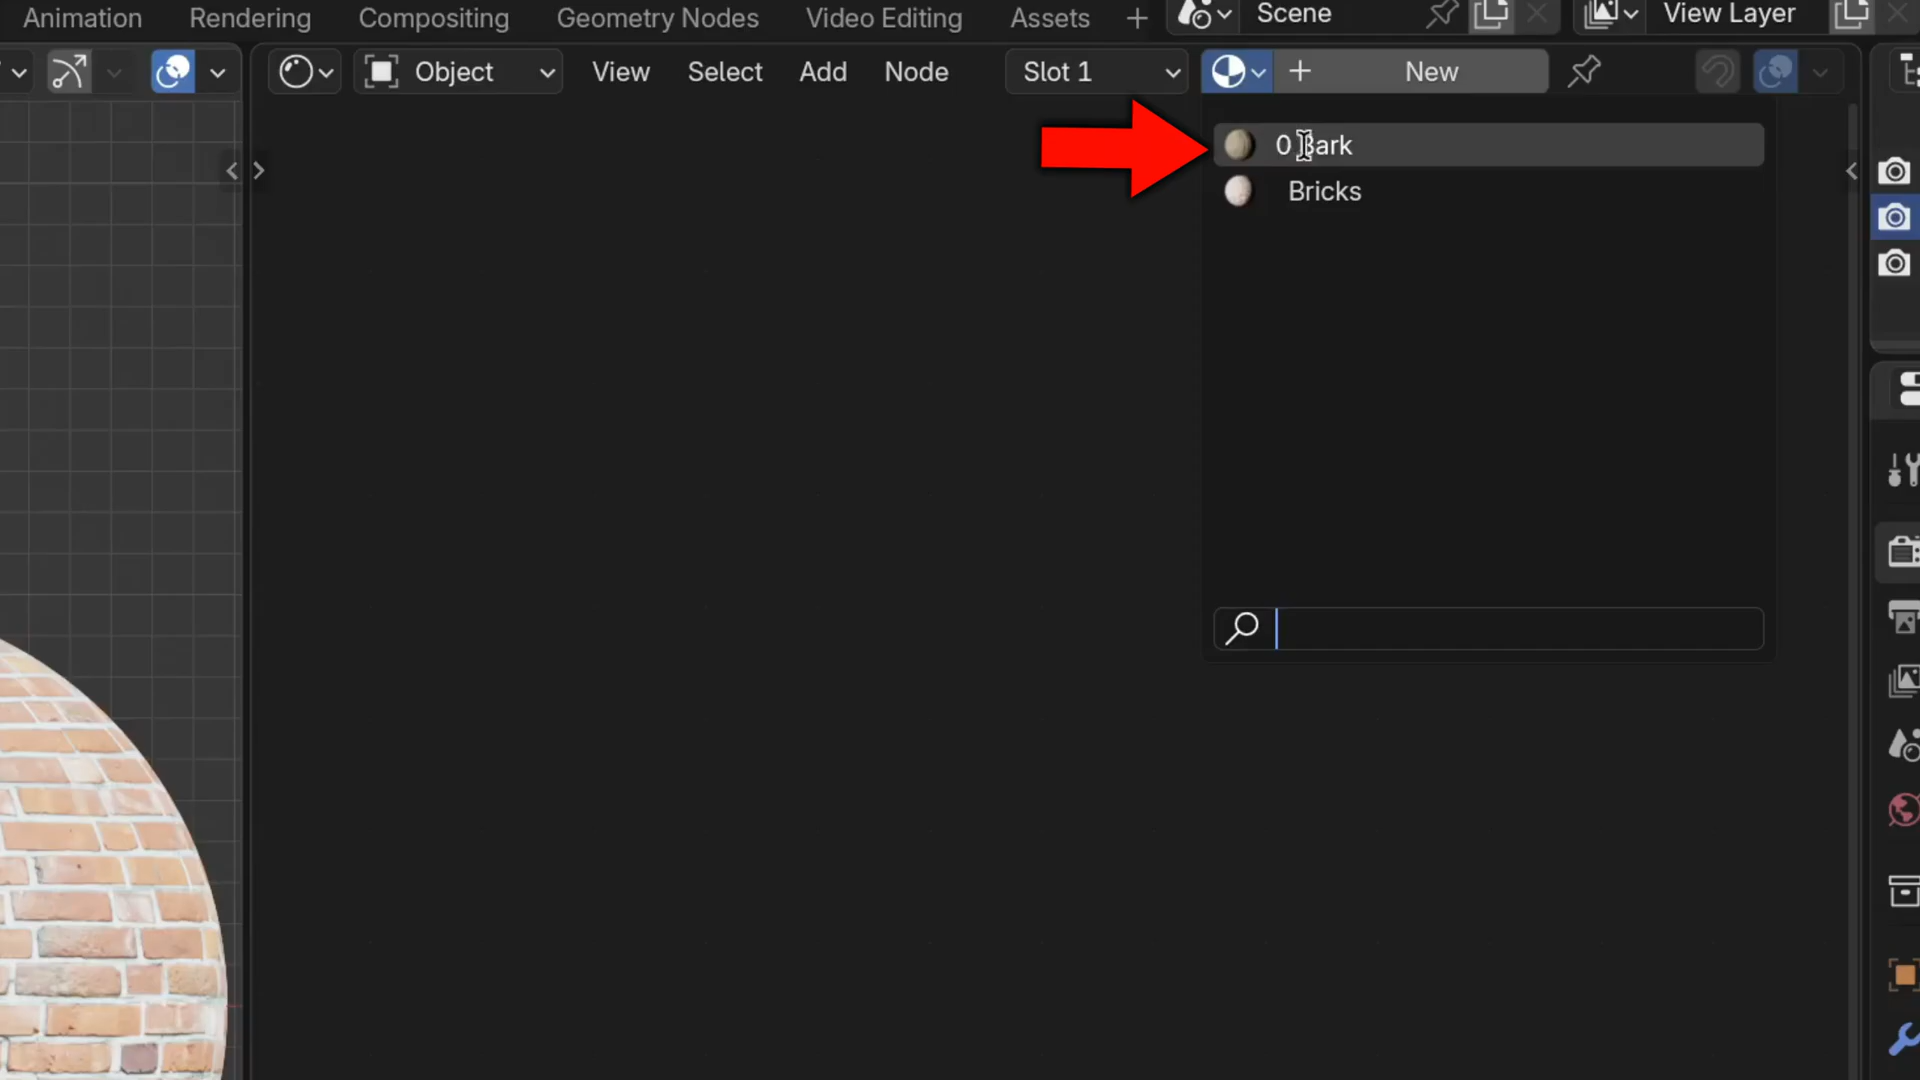 Animation Rendering Compositing Geometry Nodes Video Editing Assets + Scene View Layer
Object View Select Add Node Slot 1 + New
0 Bark
Bricks